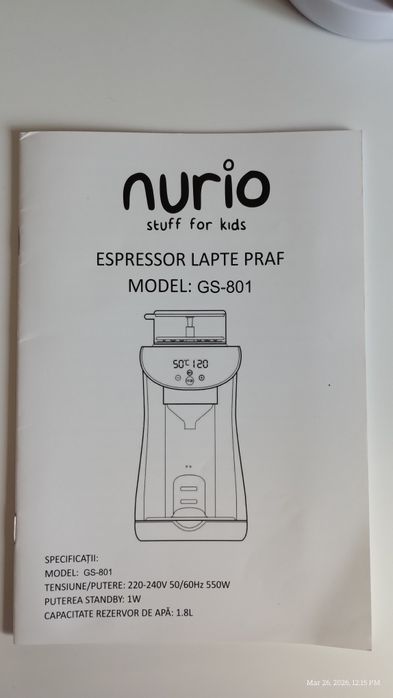 nurio
stuff for kids
ESPRESSOR LAPTE PRAF
MODEL: GS-801
50°C 120
SPECIFICAȚII:
MODEL: GS-801
TENSIUNE/PUTERE: 220-240V 50/60Hz 550W
PUTEREA STANDBY: 1W
CAPACITATE REZERVOR DE APĂ: 1.8L
Mar 26, 2026, 12:15 PM